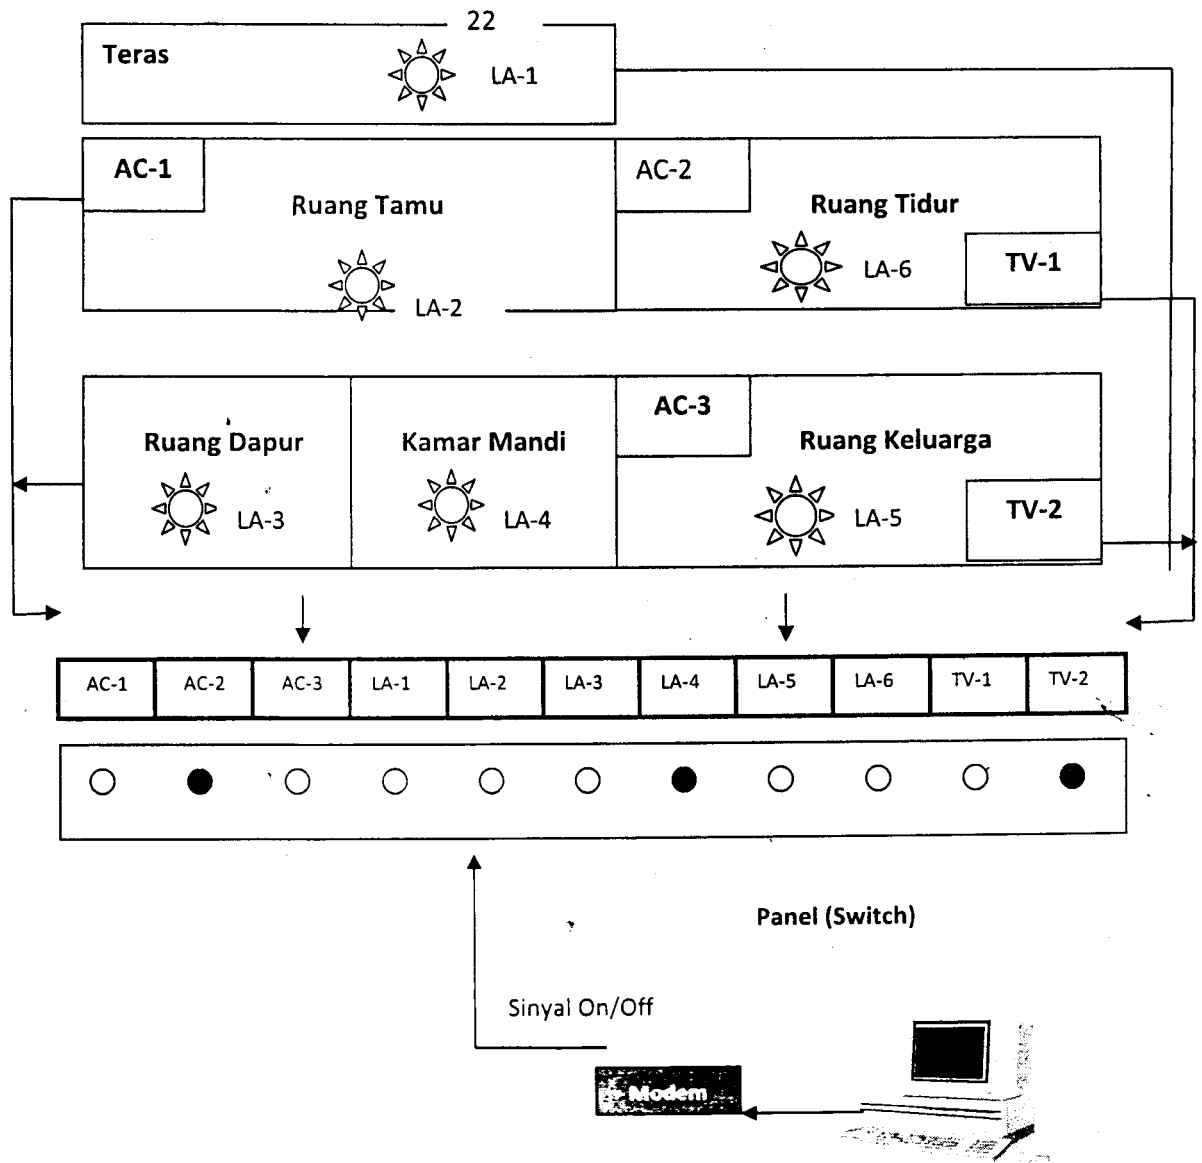 22
Teras
LA-1
AC-1
AC-2
Ruang Tamu
Ruang Tidur
LA-6
TV-1
LA-2
AC-3
Ruang Dapur
Kamar Mandi
Ruang Keluarga
LA-3
LA-4
LA-5
TV-2
AC-1 AC-2 AC-3 LA-1 LA-2 LA-3 LA-4 LA-5 LA-6 TV-1 TV-2
Panel (Switch)
Sinyal On/Off
Modem